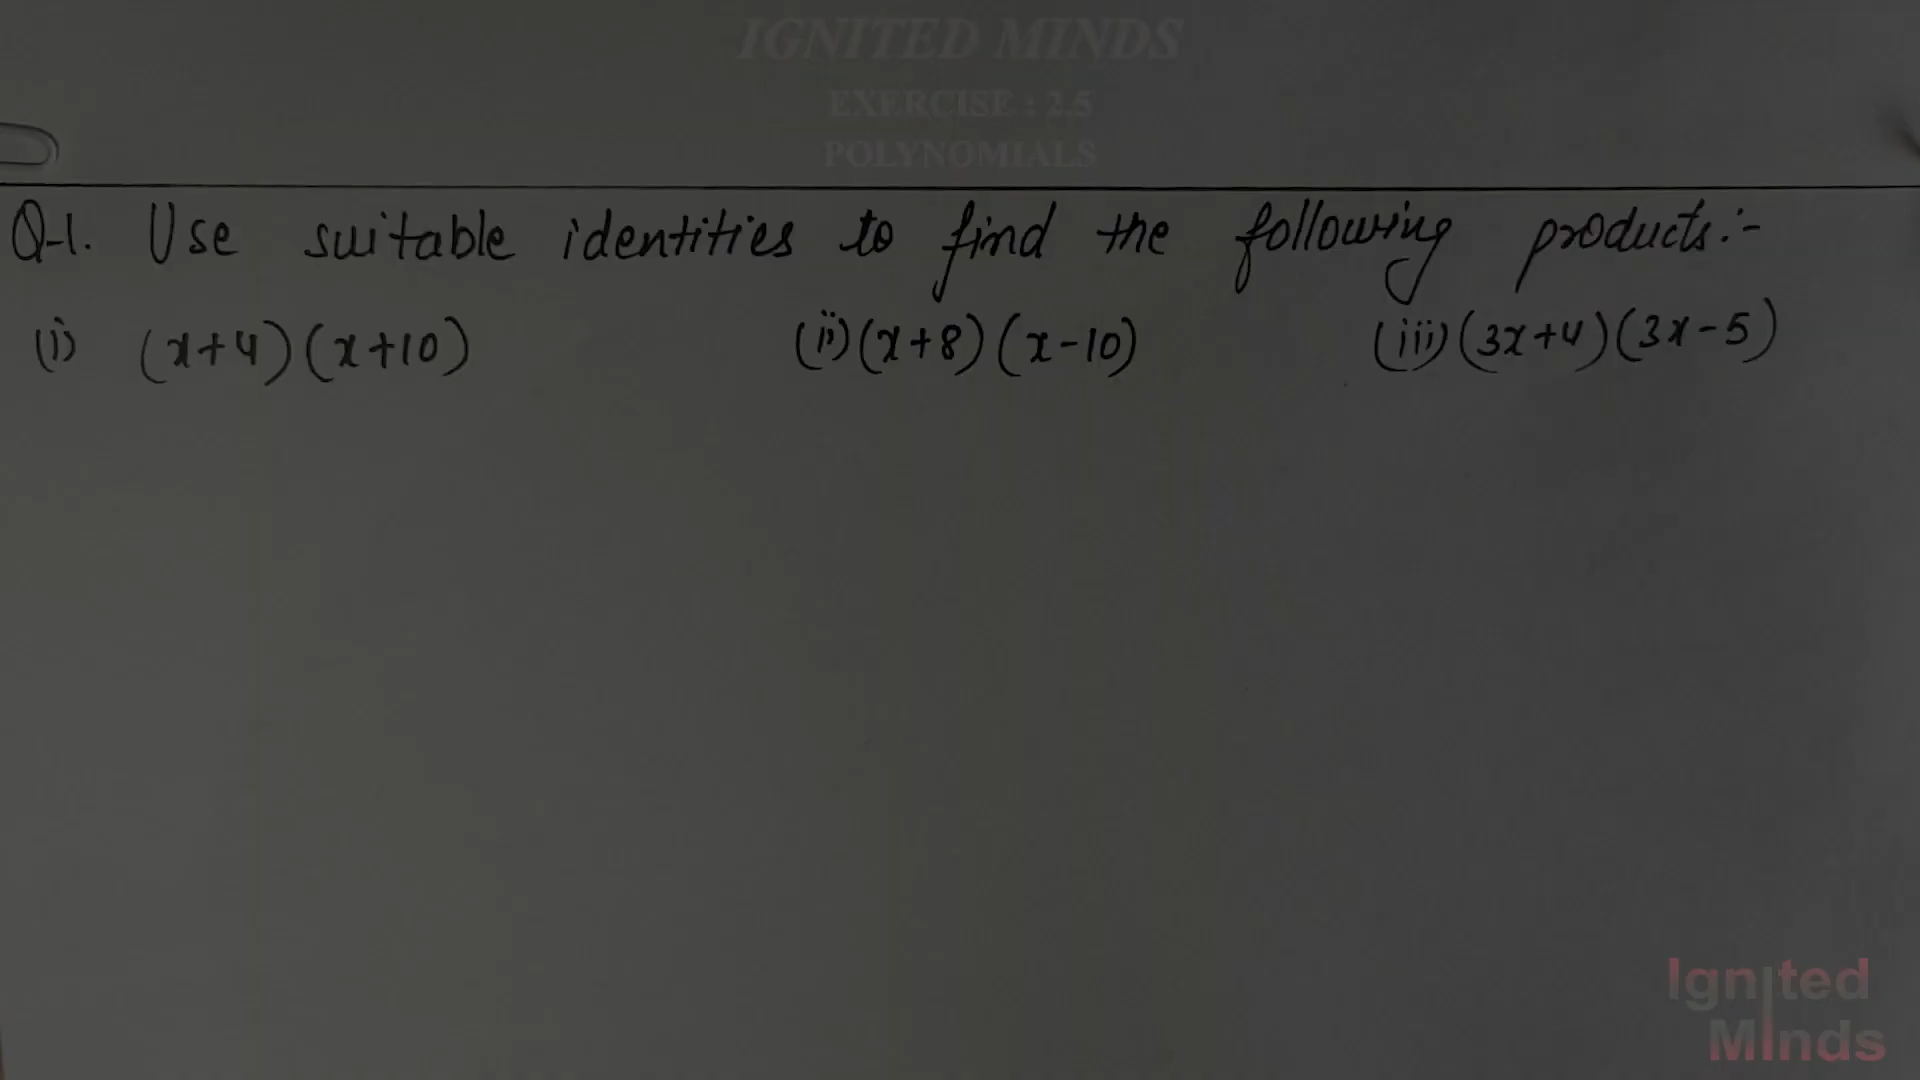 IGNITED MINDS
EXERCISE : 2.5
POLYNOMIALS
Q-1. Use suitable identities to find the following products:-
(i) (x+4)(x+10) (ii) (x+8)(x-10) (iii) (3x+4)(3x-5)
Ignited
Minds